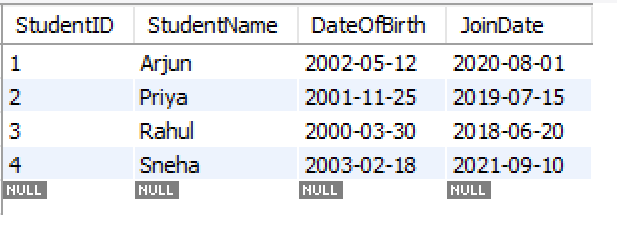 StudentID StudentName DateOfBirth JoinDate
1 Arjun 2002-05-12 2020-08-01
2 Priya 2001-11-25 2019-07-15
3 Rahul 2000-03-30 2018-06-20
4 Sneha 2003-02-18 2021-09-10
NULL NULL NULL NULL